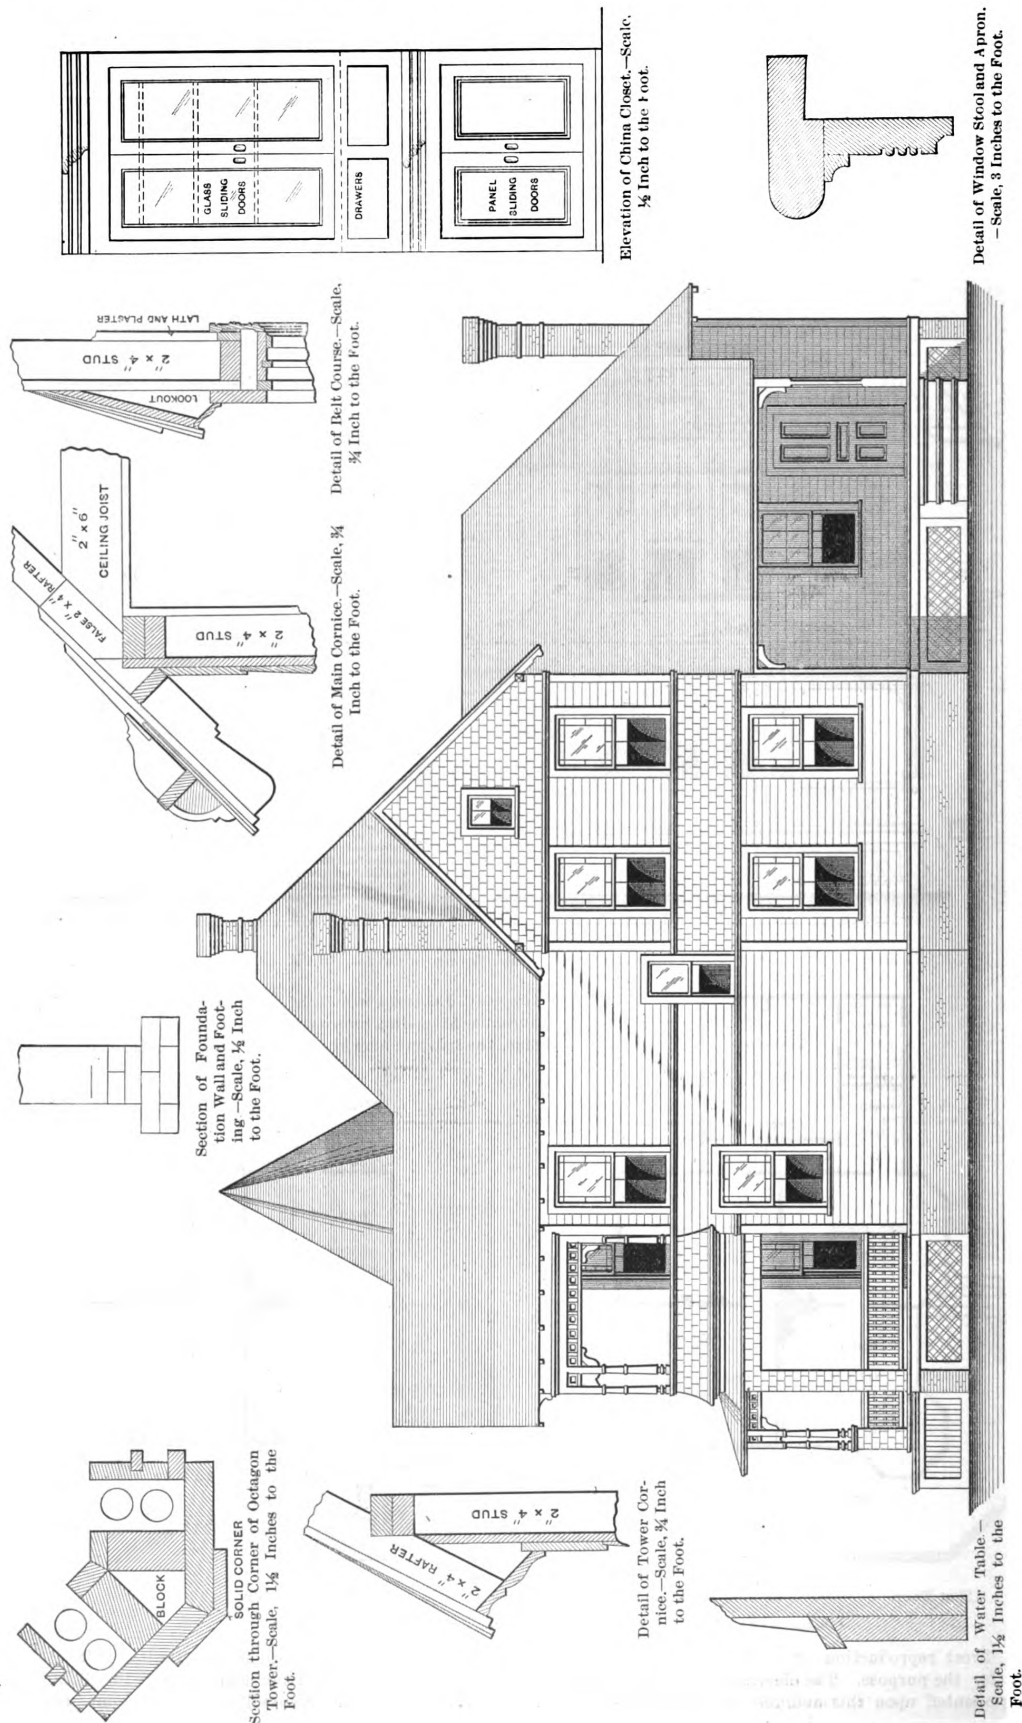 GLASS
SLIDING
DOORS
DRAWERS
PANEL
SLIDING
DOORS
Elevation of China Closet.—Scale,
½ Inch to the Foot.
Detail of Window Stool and Apron.
—Scale, 3 Inches to the Foot.
LATH AND PLASTER
2" x 4" STUD
LOOKOUT
Detail of Belt Course.—Scale,
¾ Inch to the Foot.
2" x 6"
CEILING JOIST
FALSE 2" x 4" RAFTER
2" x 4" STUD
Detail of Main Cornice.—Scale, ¾
Inch to the Foot.
Section of Founda-
tion Wall and Foot-
ing.—Scale, ½ Inch
to the Foot.
BLOCK
SOLID CORNER
Section through Corner of Octagon
Tower.—Scale, 1½ Inches to the
Foot.
2" x 4" STUD
2" x 4" RAFTER
Detail of Tower Cor-
nice.—Scale, ¾ Inch
to the Foot.
Detail of Water Table.—
Scale, 1½ Inches to the
Foot.